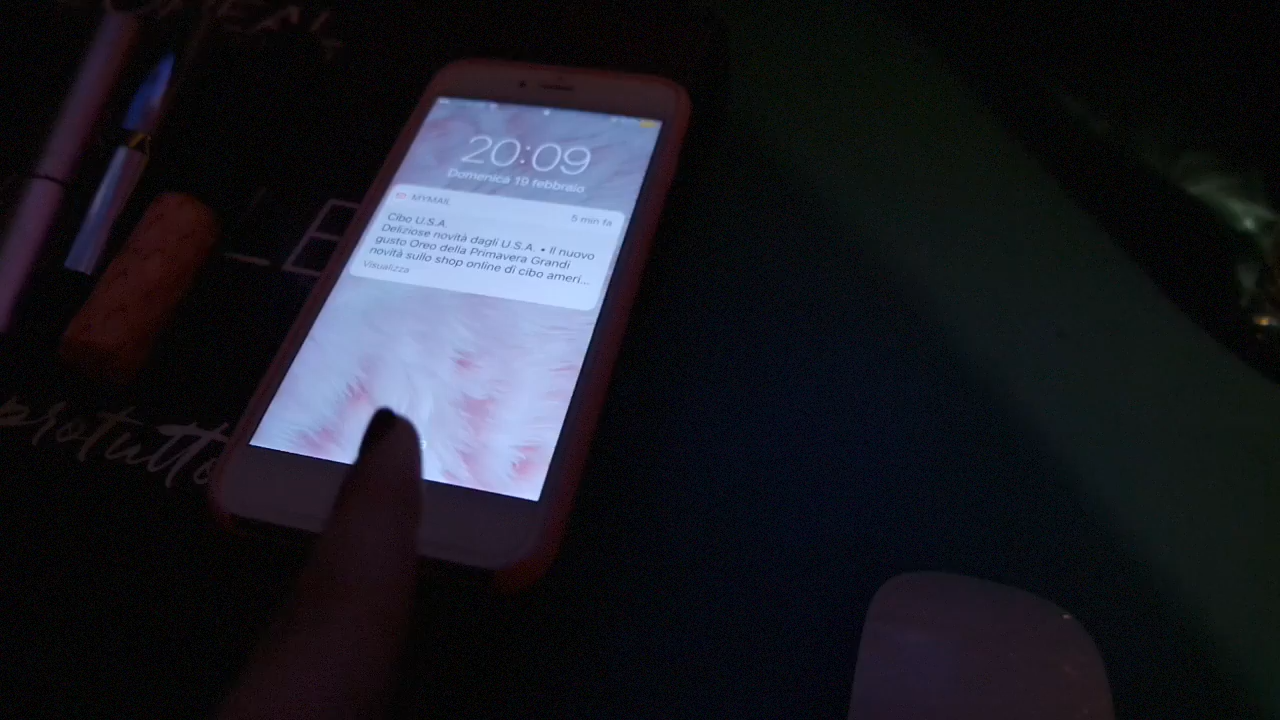 20:09
Domenica 19 febbraio
MYMAIL
5 min fa
Cibo U.S.A.
Deliziose novità dagli U.S.A. • Il nuovo
gusto Oreo della Primavera Grandi
novità sullo shop online di cibo ameri...
Visualizza
protutto